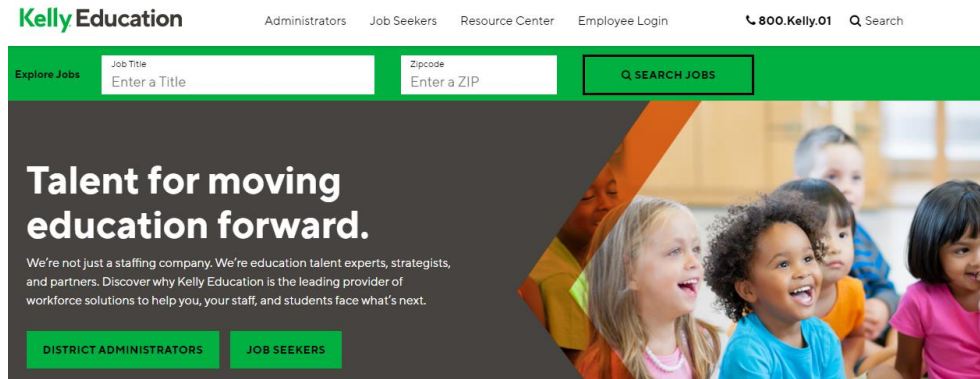 Kelly Education
Administrators Job Seekers Resource Center Employee Login 800.Kelly.01 Search
Explore Jobs
Job Title
Enter a Title
Zipcode
Enter a ZIP
SEARCH JOBS
Talent for moving
education forward.
We're not just a staffing company. We're education talent experts, strategists,
and partners. Discover why Kelly Education is the leading provider of
workforce solutions to help you, your staff, and students face what's next.
DISTRICT ADMINISTRATORS JOB SEEKERS